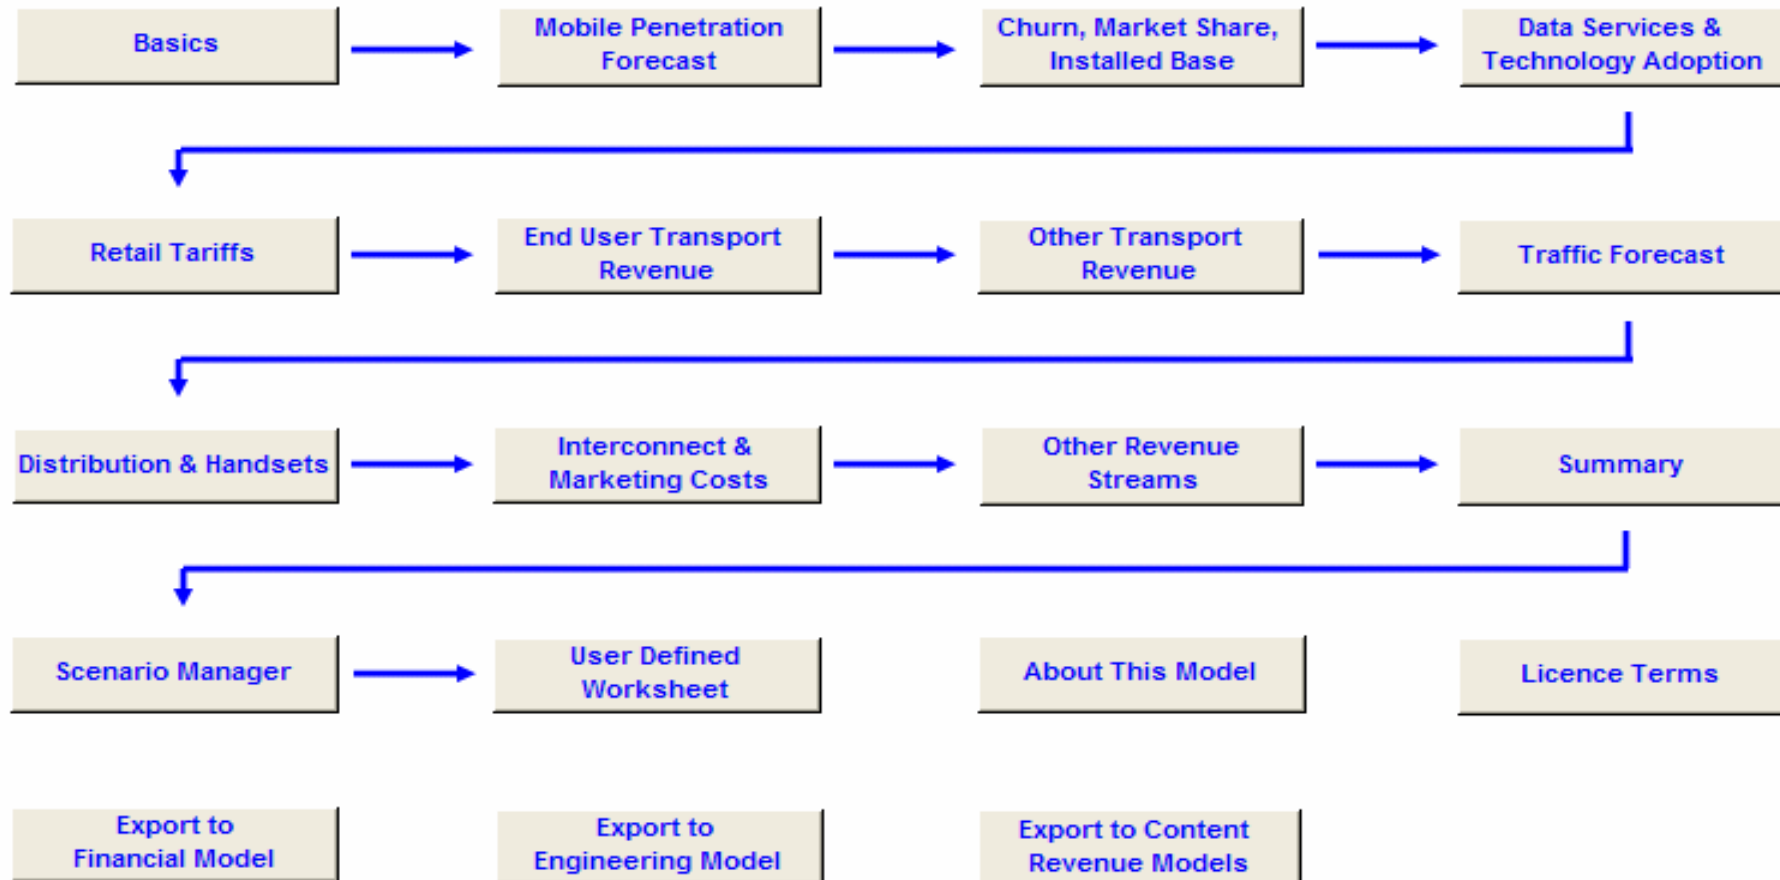 Basics
Mobile Penetration
Forecast
Churn, Market Share,
Installed Base
Data Services &
Technology Adoption
Retail Tariffs
End User Transport
Revenue
Other Transport
Revenue
Traffic Forecast
Distribution & Handsets
Interconnect &
Marketing Costs
Other Revenue
Streams
Summary
Scenario Manager
User Defined
Worksheet
About This Model
Licence Terms
Export to
Financial Model
Export to
Engineering Model
Export to Content
Revenue Models